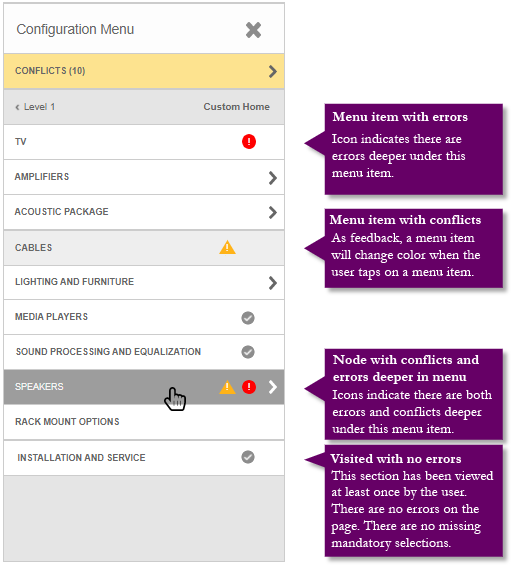 Configuration Menu
CONFLICTS (10)
Level 1 Custom Home
TV
AMPLIFIERS
ACOUSTIC PACKAGE
CABLES
LIGHTING AND FURNITURE
MEDIA PLAYERS
SOUND PROCESSING AND EQUALIZATION
SPEAKERS
RACK MOUNT OPTIONS
INSTALLATION AND SERVICE
Menu item with errors
Icon indicates there are
errors deeper under this
menu item.
Menu item with conflicts
As feedback, a menu item
will change color when the
user taps on a menu item.
Node with conflicts and
errors deeper in menu
Icons indicate there are both
errors and conflicts deeper
under this menu item.
Visited with no errors
This section has been viewed
at least once by the user.
There are no errors on the
page. There are no missing
mandatory selections.